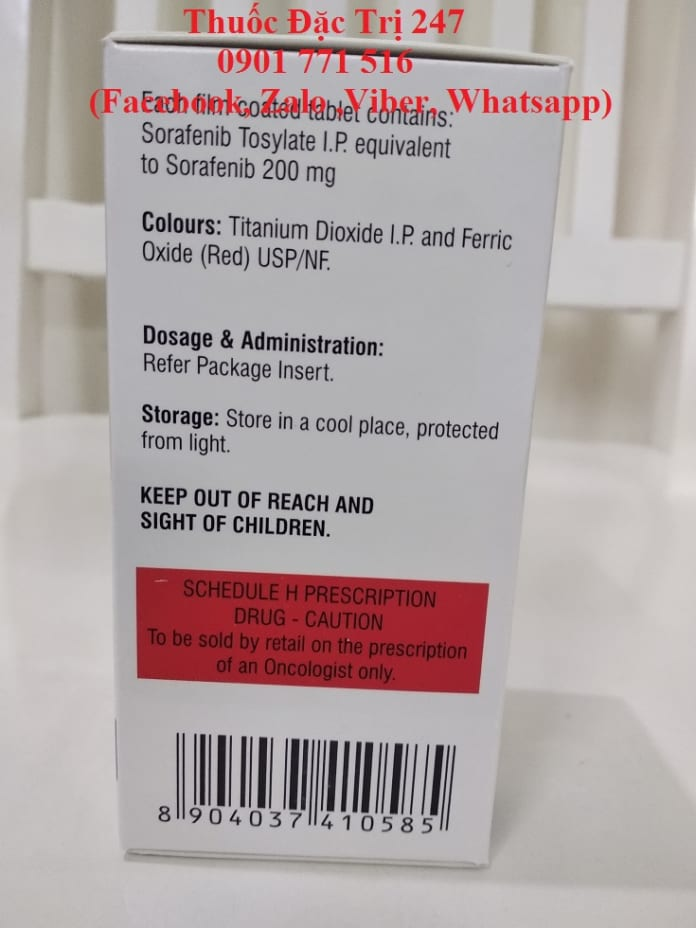 Thuốc Đặc Trị 247
0901 771 516
(Facebook, Zalo ,Viber, Whatsapp)
Each film coated tablet contains:
Sorafenib Tosylate I.P. equivalent
to Sorafenib 200 mg
Colours: Titanium Dioxide I.P. and Ferric
Oxide (Red) USP/NF.
Dosage & Administration:
Refer Package Insert.
Storage: Store in a cool place, protected
from light.
KEEP OUT OF REACH AND
SIGHT OF CHILDREN.
SCHEDULE H PRESCRIPTION
DRUG - CAUTION
To be sold by retail on the prescription
of an Oncologist only.
8 904037 410585